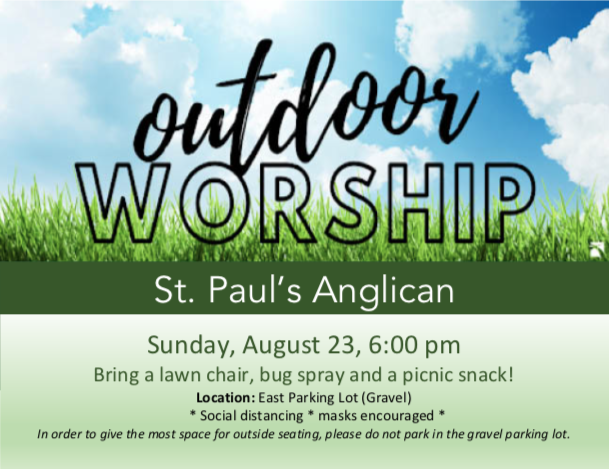 outdoor
WORSHIP
St. Paul's Anglican
Sunday, August 23, 6:00 pm
Bring a lawn chair, bug spray and a picnic snack!
Location: East Parking Lot (Gravel)
* Social distancing * masks encouraged *
In order to give the most space for outside seating, please do not park in the gravel parking lot.